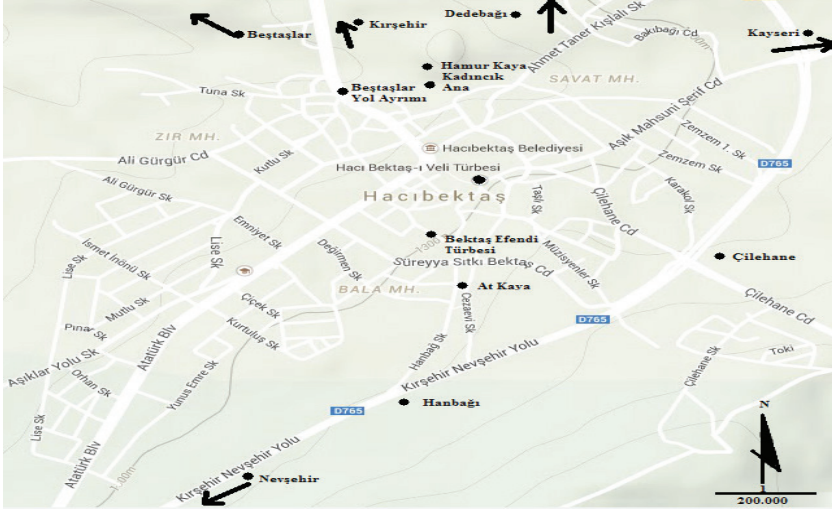 Dedebağı
Kırşehir
Beştaşlar
Kayseri
Ahmet Taner Kışlalı Sk
Bakıbağı Cd
Hamur Kaya
Kadıncık
Ana
SAVAT MH.
Beştaşlar
Yol Ayrımı
Tuna Sk
Aşık Mahsuni Şerif Cd
ZIR MH.
Zemzem 1. Sk
Hacıbektaş Belediyesi
Ali Gürgür Cd
Kutlu Sk
Hacı Bektaş-ı Veli Türbesi
Zemzem Sk
D765
Ali Gürgür Sk
Hacıbektaş
Taşlı Sk
Çilehane Cd
Karakol Sk
Emniyet Sk
Lise Sk
Değirmen Sk
Bektaş Efendi
Türbesi
1300
Müzisyenler Sk
Çilehane
İsmet İnönü Sk
Lise Sk
Süreyya Sıtkı Bektaş Cd
BALA MH.
At Kaya
Mutlu Sk
Çiçek Sk
Cezaevi Sk
Çilehane Cd
Pınar Sk
Kurtuluş Sk
D765
Atatürk Blv
Hanbağ Sk
Toki
Aşıklar Yolu Sk
Çilehane Sk
Orhan Sk
Yunus Emre Sk
Kırşehir Nevşehir Yolu
Hanbağı
D765
N
Lise Sk
Atatürk Blv
Kırşehir Nevşehir Yolu
Nevşehir
1
200.000